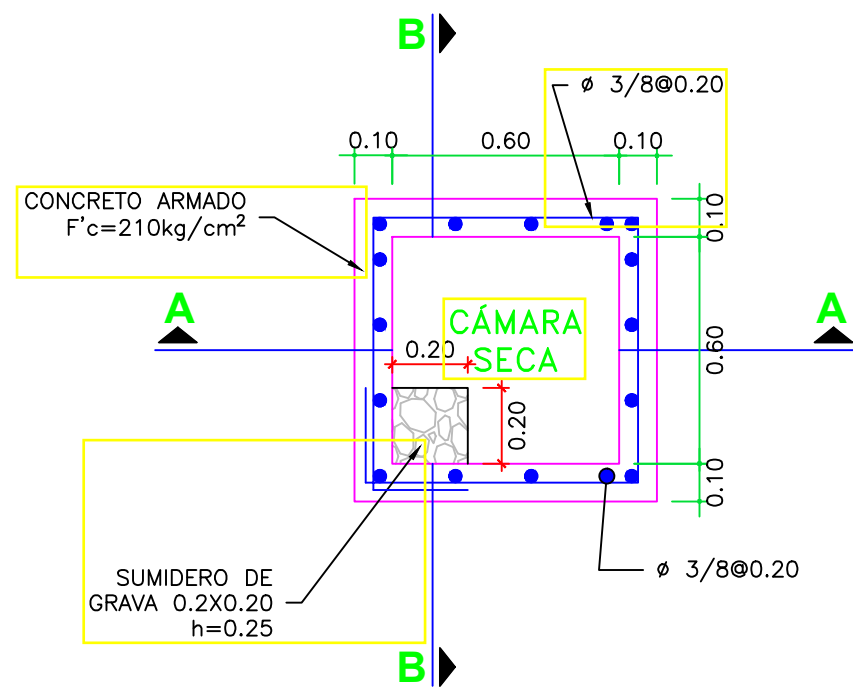 B
ø 3/8@0.20
0.10
0.60
0.10
CONCRETO ARMADO
F'c=210kg/cm²
0.10
A
A
CÁMARA
SECA
0.20
0.60
0.20
0.10
SUMIDERO DE
GRAVA 0.2X0.20
h=0.25
ø 3/8@0.20
B